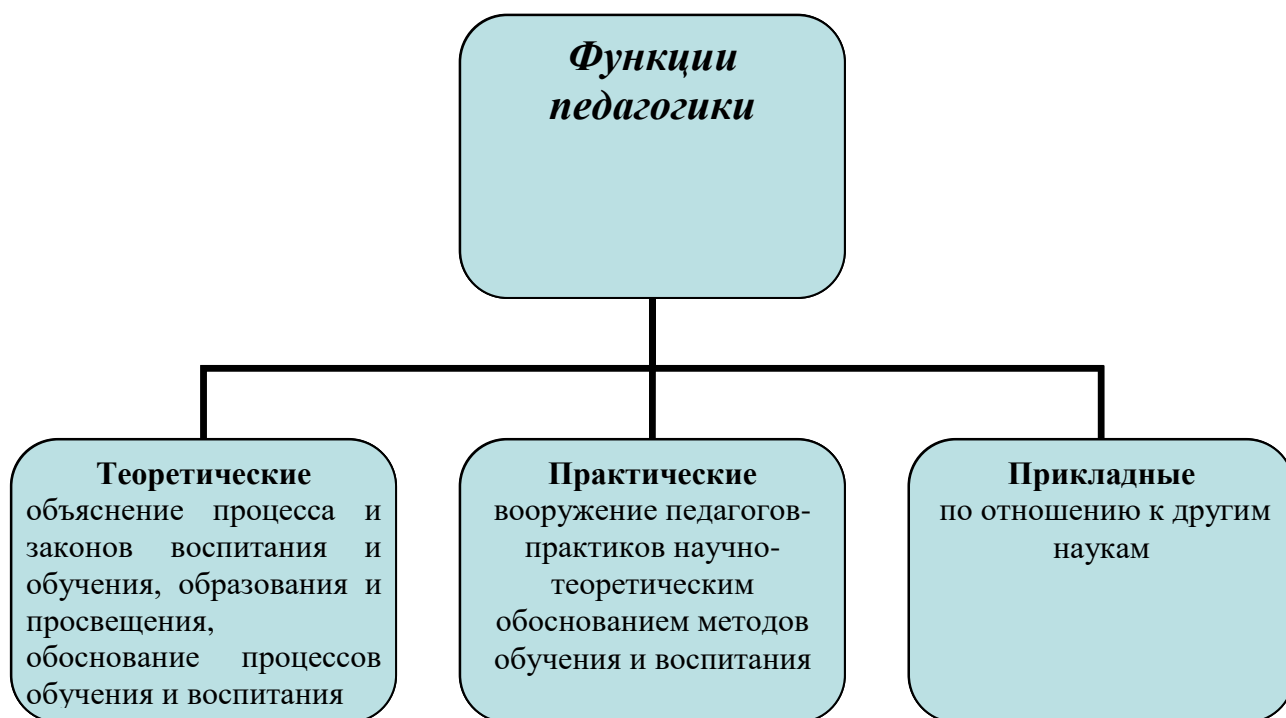 Функции
педагогики
Теоретические
объяснение процесса и
законов воспитания и
обучения, образования и
просвещения,
обоснование процессов
обучения и воспитания
Практические
вооружение педагогов-
практиков научно-
теоретическим
обоснованием методов
обучения и воспитания
Прикладные
по отношению к другим
наукам